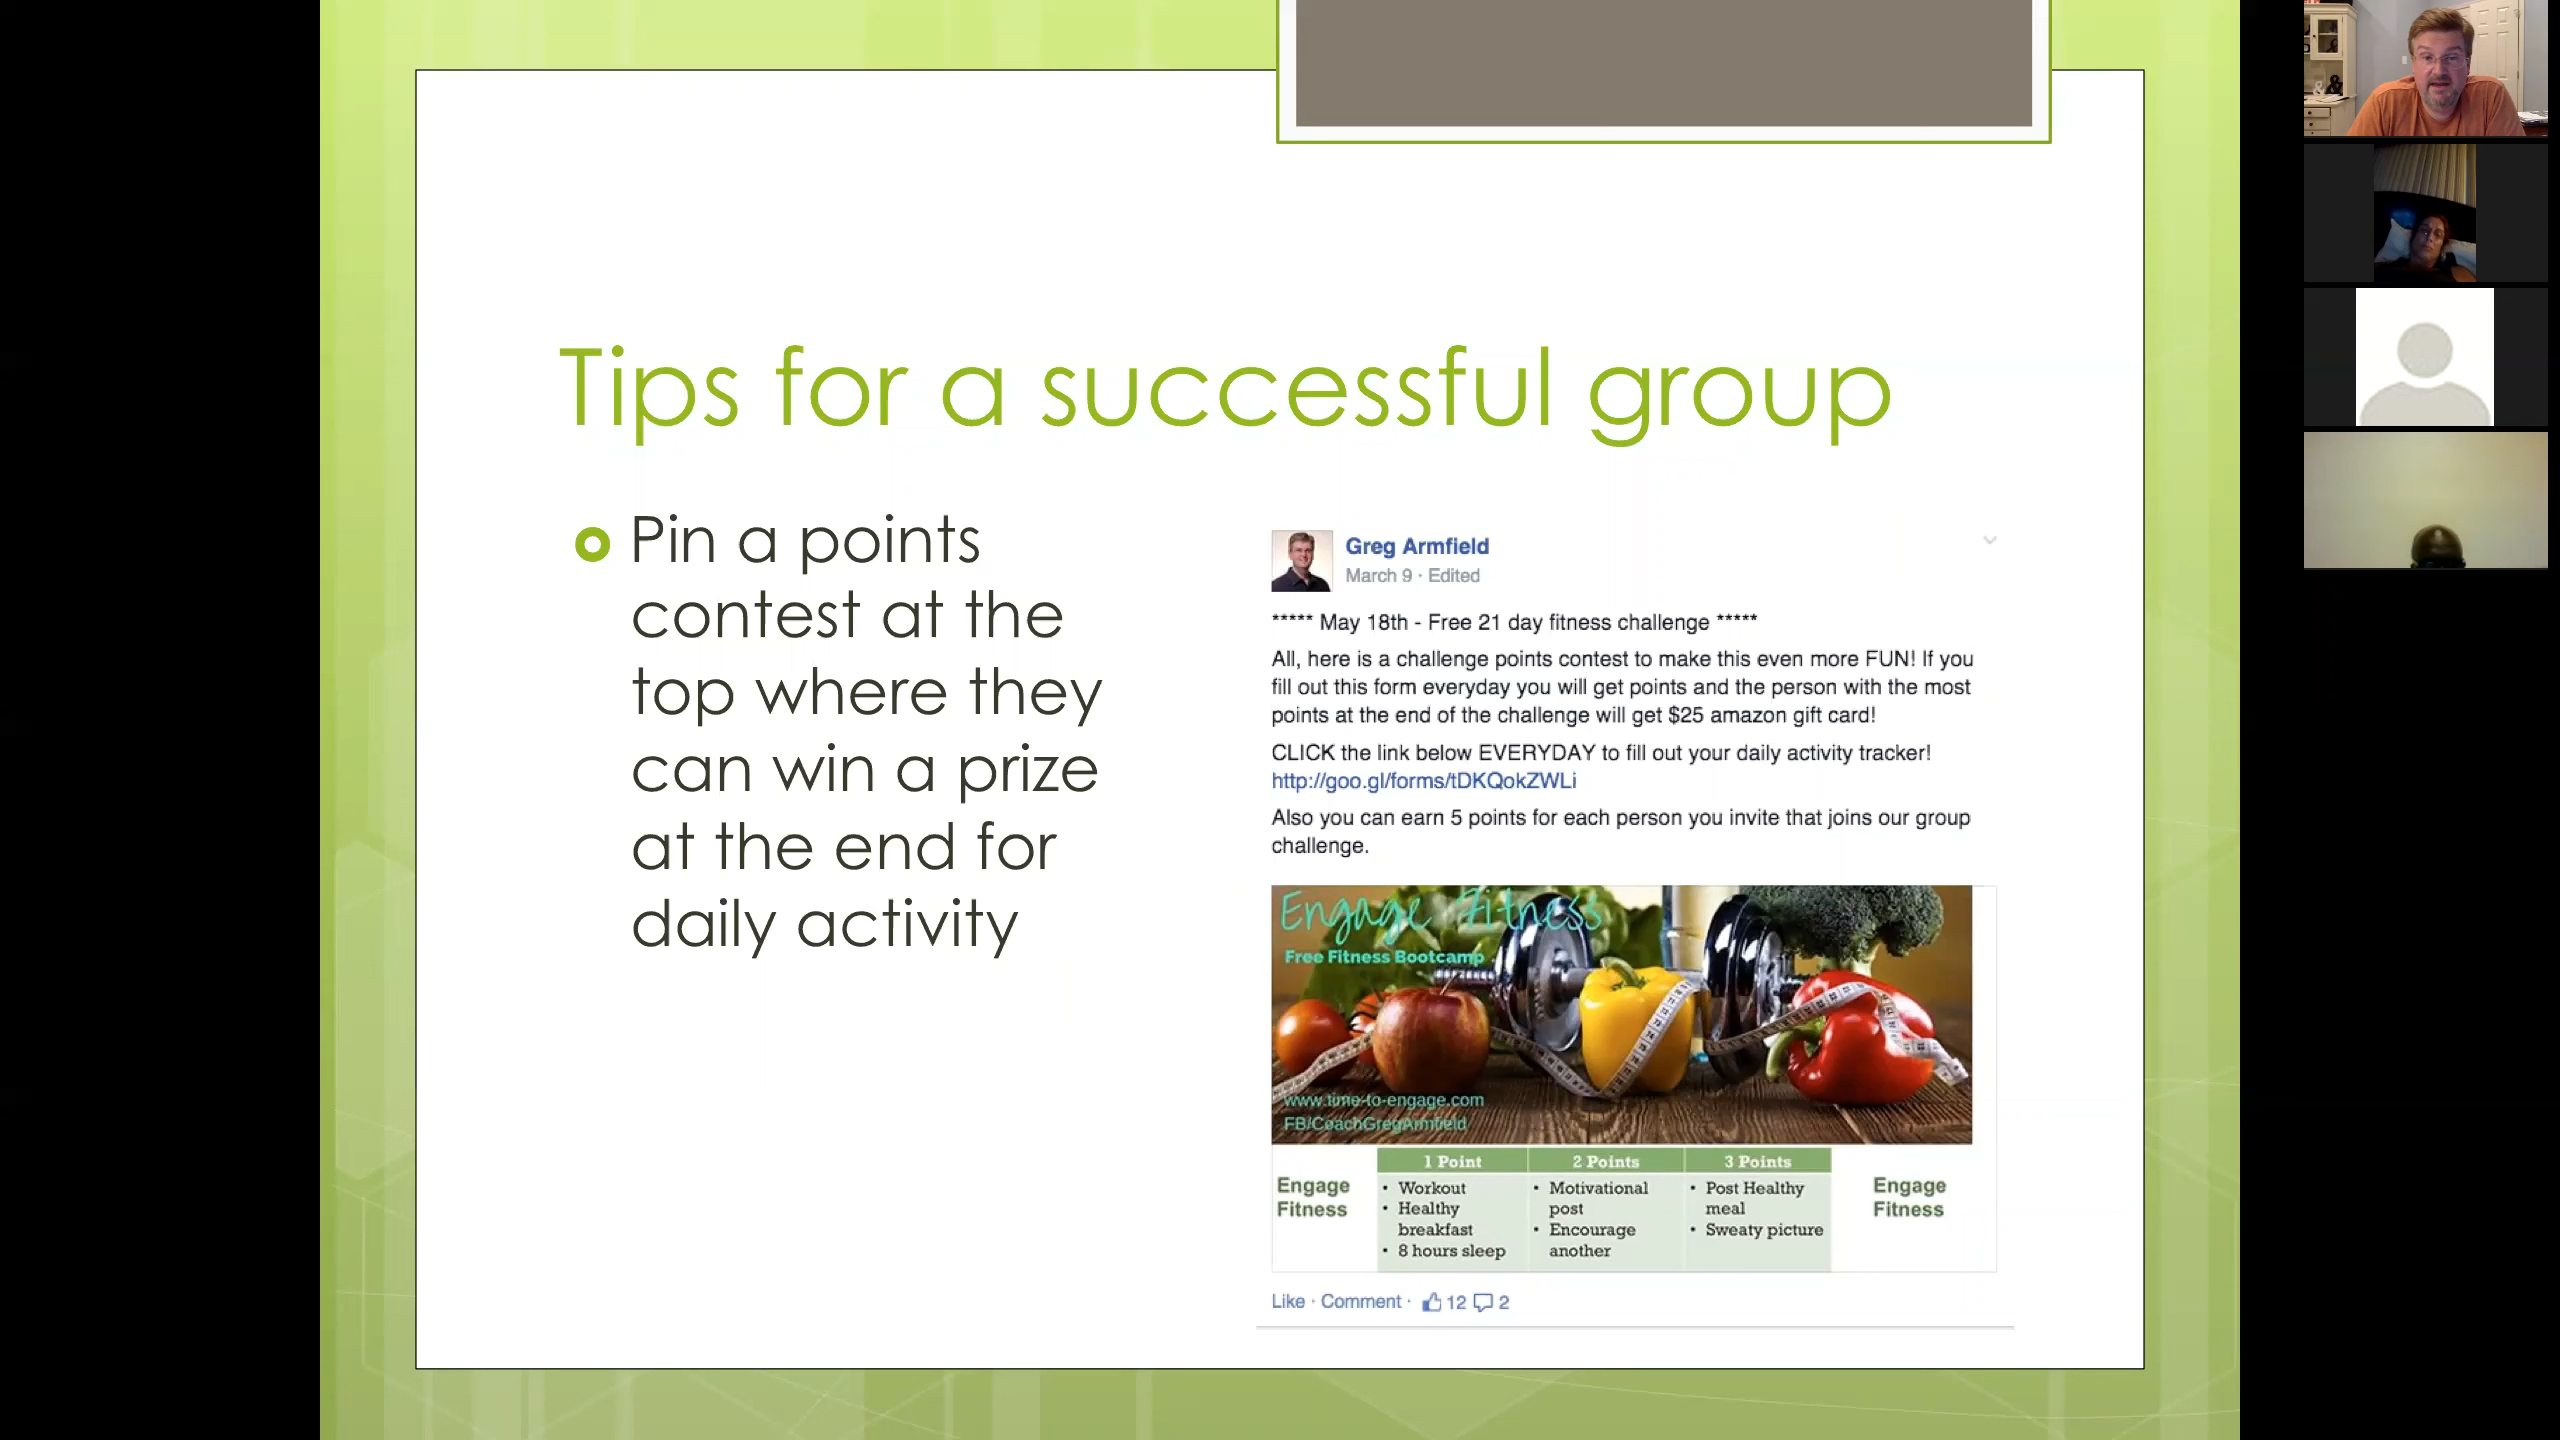 Tips for a successful group
Pin a points
contest at the
top where they
can win a prize
at the end for
daily activity
Greg Armfield
March 9 · Edited
***** May 18th - Free 21 day fitness challenge *****
All, here is a challenge points contest to make this even more FUN! If you
fill out this form everyday you will get points and the person with the most
points at the end of the challenge will get $25 amazon gift card!
CLICK the link below EVERYDAY to fill out your daily activity tracker!
http://goo.gl/forms/tDKQokZWLi
Also you can earn 5 points for each person you invite that joins our group
challenge.
Engage Fitness
Free Fitness Bootcamp
www.time-to-engage.com
FB/CoachGregArmfield
Engage
Fitness
1 Point
• Workout
• Healthy
breakfast
• 8 hours sleep
2 Points
• Motivational
post
• Encourage
another
3 Points
• Post Healthy
meal
• Sweaty picture
Engage
Fitness
Like · Comment · 12 2